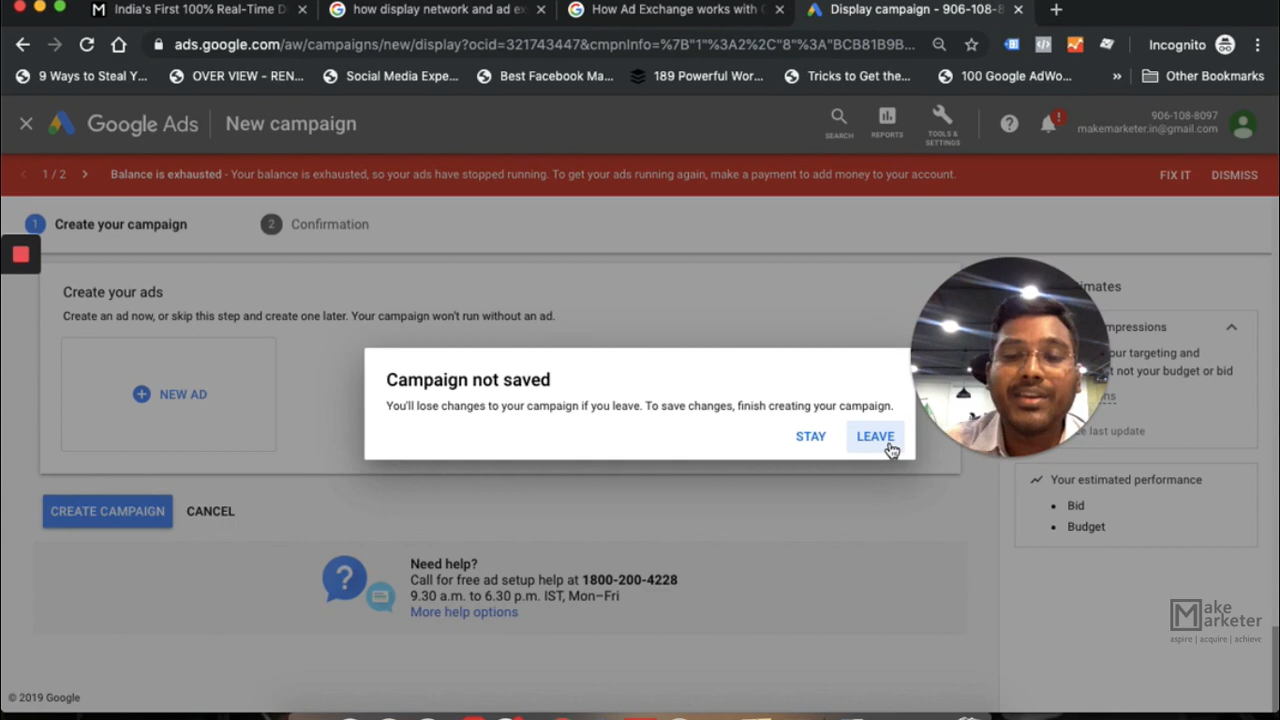 India's First 100% Real-Time D
how display network and ad ex
How Ad Exchange works with
Display campaign - 906-108-8
ads.google.com/aw/campaigns/new/display?ocid=321743447&cmpnInfo=%7B"1"%3A2%2C"8"%3A"BCB81B9B...
Incognito
9 Ways to Steal Y...
OVER VIEW - REN...
Social Media Expe...
Best Facebook Ma...
189 Powerful Wor...
Tricks to Get the...
100 Google AdWo...
»
Other Bookmarks
Google Ads
New campaign
SEARCH
REPORTS
TOOLS &
SETTINGS
906-108-8097
makemarketer.in@gmail.com
1 / 2
Balance is exhausted - Your balance is exhausted, so your ads have stopped running. To get your ads running again, make a payment to add money to your account.
FIX IT
DISMISS
1 Create your campaign
2 Confirmation
Create your ads
Create an ad now, or skip this step and create one later. Your campaign won't run without an ad.
NEW AD
Campaign not saved
You'll lose changes to your campaign if you leave. To save changes, finish creating your campaign.
STAY
LEAVE
imates
pressions
our targeting and
t not your budget or bid
ns
e last update
Your estimated performance
• Bid
• Budget
CREATE CAMPAIGN
CANCEL
Need help?
Call for free ad setup help at 1800-200-4228
9.30 a.m. to 6.30 p.m. IST, Mon–Fri
More help options
Make
Marketer
aspire | acquire | achieve
© 2019 Google